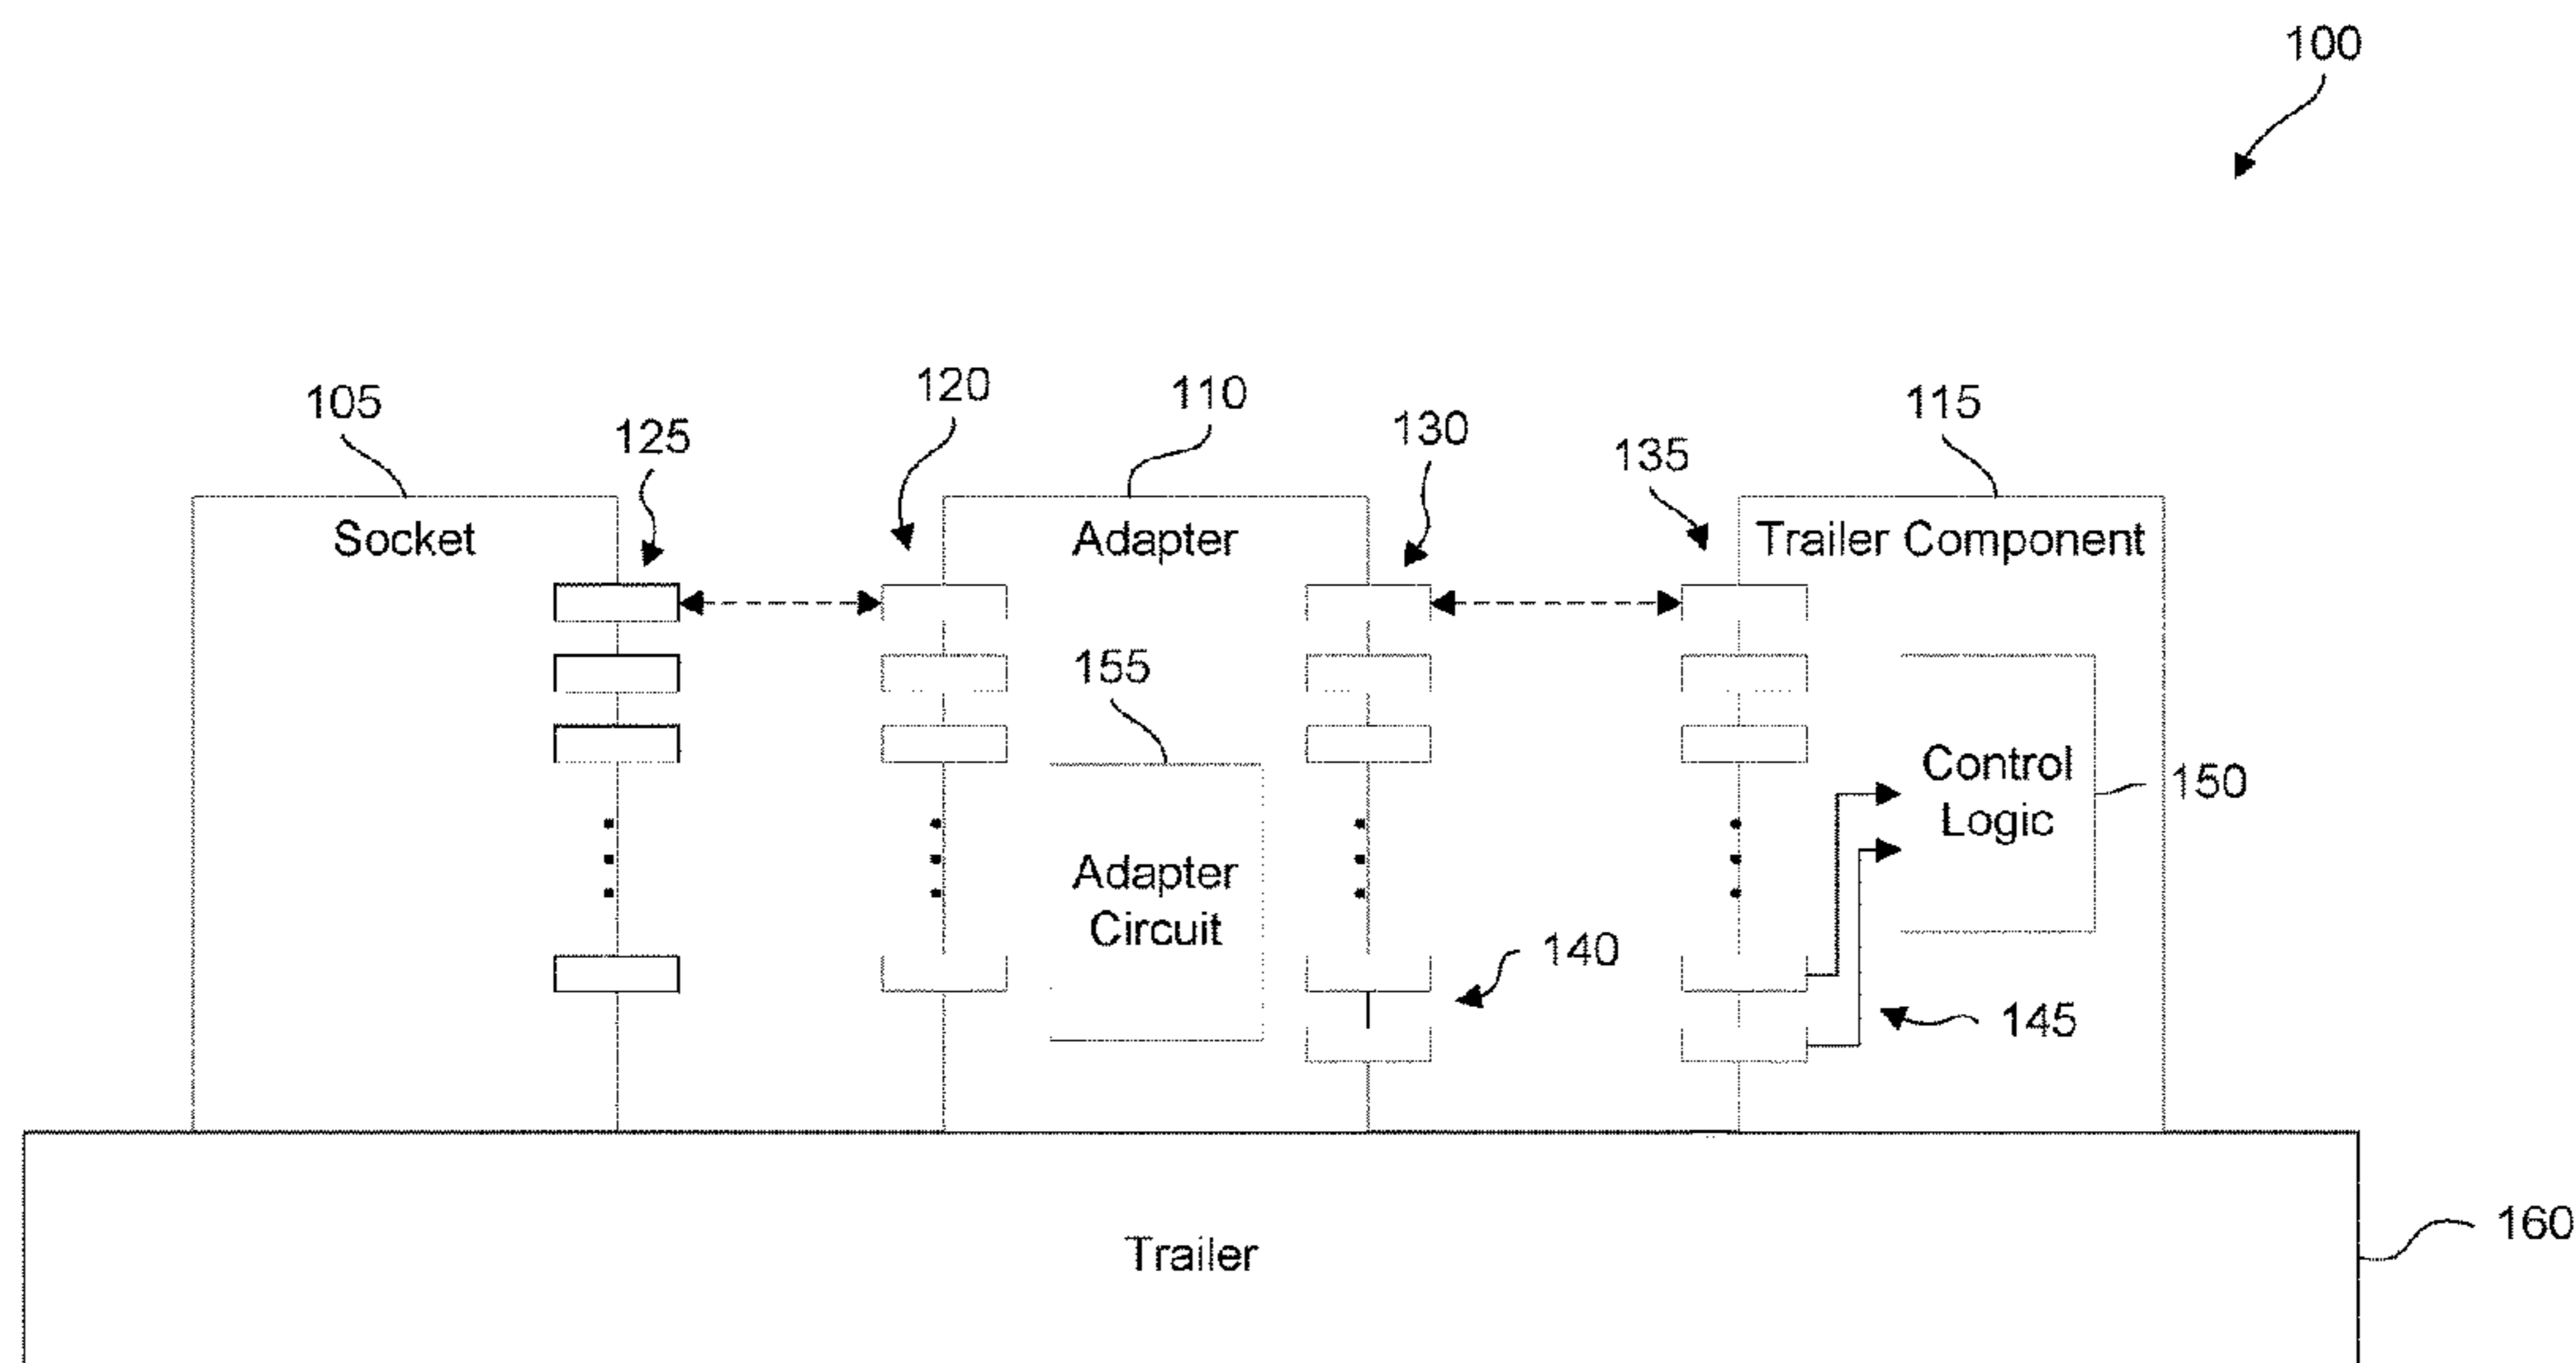 100
105
125
120
110
130
135
115
Socket
Adapter
Trailer Component
155
Control
Logic
150
Adapter
Circuit
140
145
160
Trailer